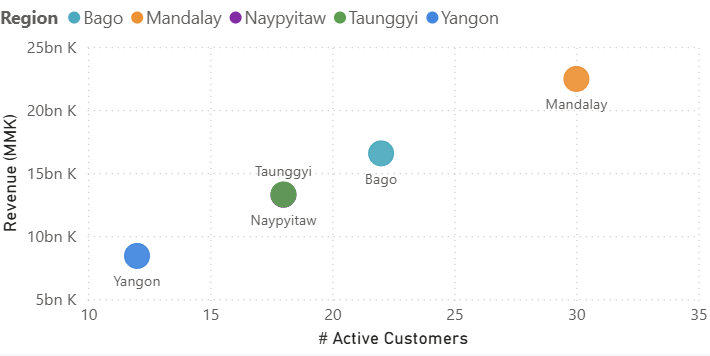 Region Bago Mandalay Naypyitaw Taunggyi Yangon
25bn K
20bn K
15bn K
10bn K
5bn K
Revenue (MMK)
Mandalay
Taunggyi
Bago
Naypyitaw
Yangon
10 15 20 25 30 35
# Active Customers